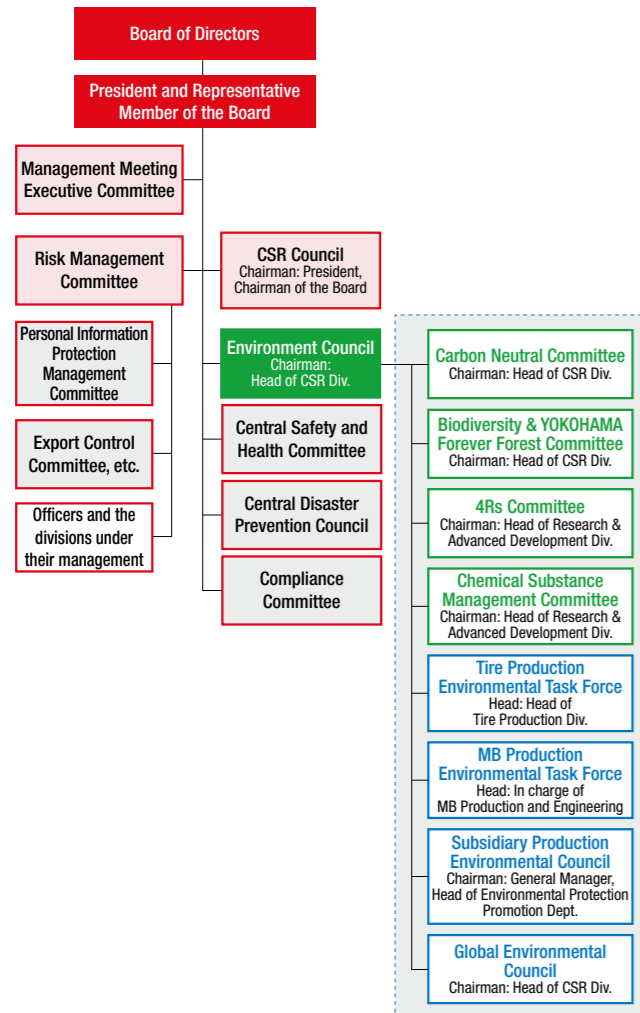 Board of Directors
President and Representative
Member of the Board
Management Meeting
Executive Committee
Risk Management
Committee
CSR Council
Chairman: President,
Chairman of the Board
Personal Information
Protection
Management
Committee
Export Control
Committee, etc.
Officers and the
divisions under
their management
Environment Council
Chairman:
Head of CSR Div.
Central Safety and
Health Committee
Central Disaster
Prevention Council
Compliance
Committee
Carbon Neutral Committee
Chairman: Head of CSR Div.
Biodiversity & YOKOHAMA
Forever Forest Committee
Chairman: Head of CSR Div.
4Rs Committee
Chairman: Head of Research &
Advanced Development Div.
Chemical Substance
Management Committee
Chairman: Head of Research &
Advanced Development Div.
Tire Production
Environmental Task Force
Head: Head of
Tire Production Div.
MB Production
Environmental Task Force
Head: In charge of
MB Production and Engineering
Subsidiary Production
Environmental Council
Chairman: General Manager,
Head of Environmental Protection
Promotion Dept.
Global Environmental
Council
Chairman: Head of CSR Div.